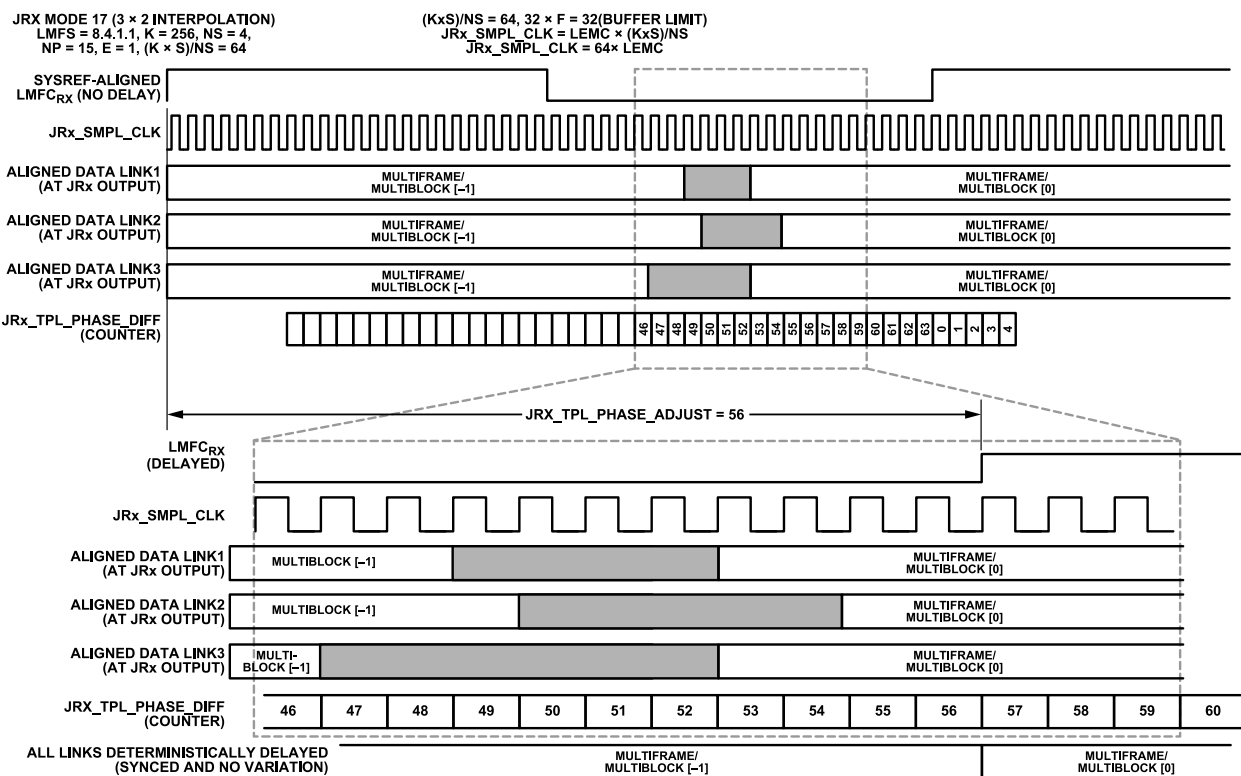 JRX MODE 17 (3 × 2 INTERPOLATION)
LMFS = 8.4.1.1, K = 256, NS = 4,
NP = 15, E = 1, (K × S)/NS = 64
(KxS)/NS = 64, 32 × F = 32(BUFFER LIMIT)
JRx_SMPL_CLK = LEMC × (KxS)/NS
JRx_SMPL_CLK = 64× LEMC
SYSREF-ALIGNED
LMFCRX (NO DELAY)
JRx_SMPL_CLK
ALIGNED DATA LINK1
(AT JRx OUTPUT)
MULTIFRAME/
MULTIBLOCK [–1]
MULTIFRAME/
MULTIBLOCK [0]
ALIGNED DATA LINK2
(AT JRx OUTPUT)
MULTIFRAME/
MULTIBLOCK [–1]
MULTIFRAME/
MULTIBLOCK [0]
ALIGNED DATA LINK3
(AT JRx OUTPUT)
MULTIFRAME/
MULTIBLOCK [–1]
MULTIFRAME/
MULTIBLOCK [0]
JRx_TPL_PHASE_DIFF
(COUNTER)
46 47 48 49 50 51 52 53 54 55 56 57 58 59 60 61 62 63 0 1 2 3 4
JRX_TPL_PHASE_ADJUST = 56
LMFCRX
(DELAYED)
JRx_SMPL_CLK
ALIGNED DATA LINK1
(AT JRx OUTPUT)
MULTIBLOCK [–1]
MULTIFRAME/
MULTIBLOCK [0]
ALIGNED DATA LINK2
(AT JRx OUTPUT)
MULTIBLOCK [–1]
MULTIFRAME/
MULTIBLOCK [0]
ALIGNED DATA LINK3
(AT JRx OUTPUT)
MULTI-
BLOCK [–1]
MULTIFRAME/
MULTIBLOCK [0]
JRX_TPL_PHASE_DIFF
(COUNTER)
46 47 48 49 50 51 52 53 54 55 56 57 58 59 60
ALL LINKS DETERMINISTICALLY DELAYED
(SYNCED AND NO VARIATION)
MULTIFRAME/
MULTIBLOCK [–1]
MULTIFRAME/
MULTIBLOCK [0]